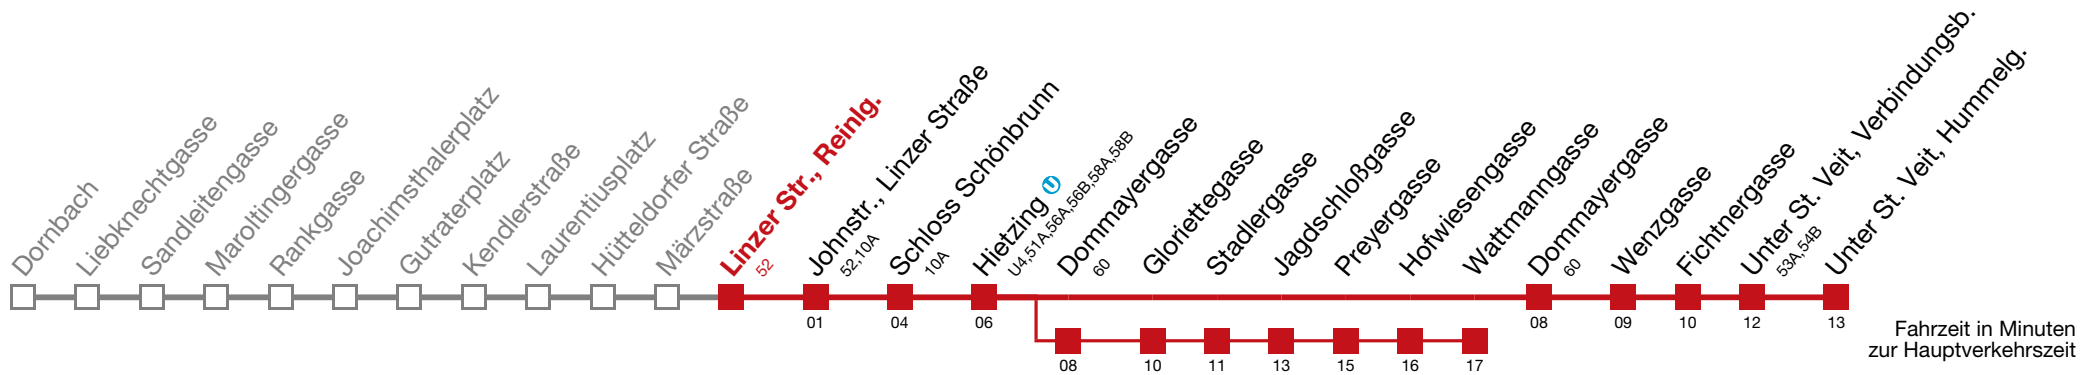 Dornbach
Liebknechtgasse
Sandleitengasse
Maroltingergasse
Rankgasse
Joachimsthalerplatz
Gutraterplatz
Kendlerstraße
Laurentiusplatz
Hütteldorfer Straße
Märzstraße
Linzer Str., Reinlg.
52
Johnstr., Linzer Straße
52,10A
Schloss Schönbrunn
10A
Hietzing U
U4,51A,56A,56B,58A,58B
Dommayergasse
60
Gloriettegasse
Stadlergasse
Jagdschloßgasse
Preyergasse
Hofwiesengasse
Wattmanngasse
Dommayergasse
60
Wenzgasse
Fichtnergasse
Unter St. Veit, Verbindungsb.
53A,54B
Unter St. Veit, Hummelg.
01 04 06 08 09 10 12 13
08 10 11 13 15 16 17
Fahrzeit in Minuten
zur Hauptverkehrszeit